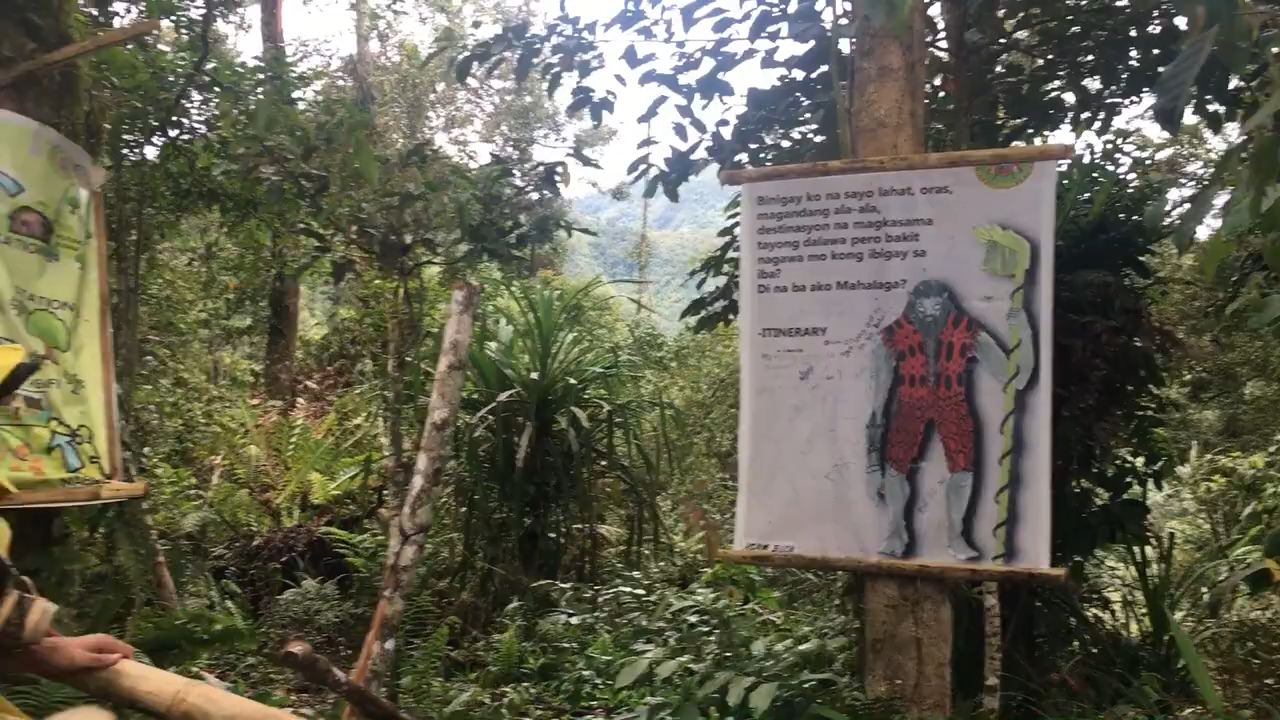 STATION
Binigay ko na sayo lahat, oras,
magandang ala-ala,
destinasyon na magkasama
tayong dalawa pero bakit
nagawa mo kong ibigay sa
iba?
Di na ba ako Mahalaga?
-ITINERARY